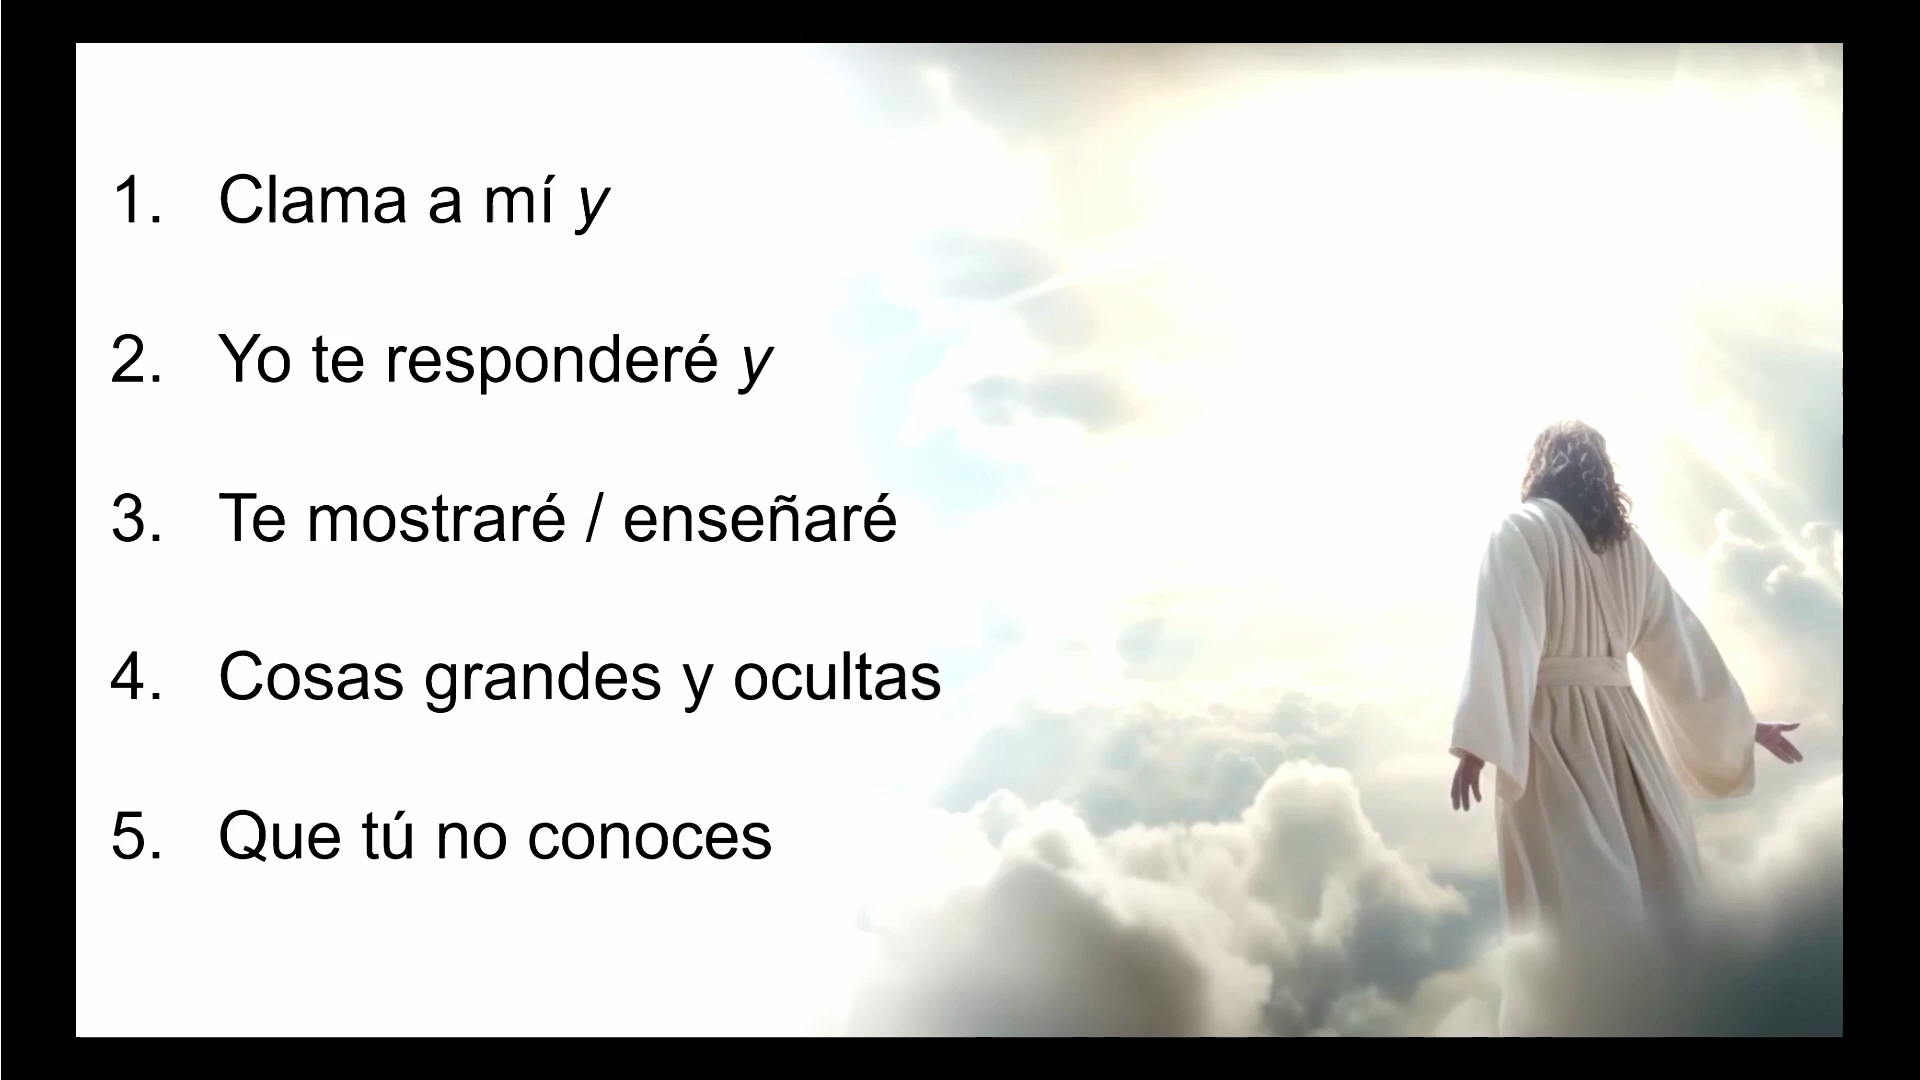 1. Clama a mí y
2. Yo te responderé y
3. Te mostraré / enseñaré
4. Cosas grandes y ocultas
5. Que tú no conoces